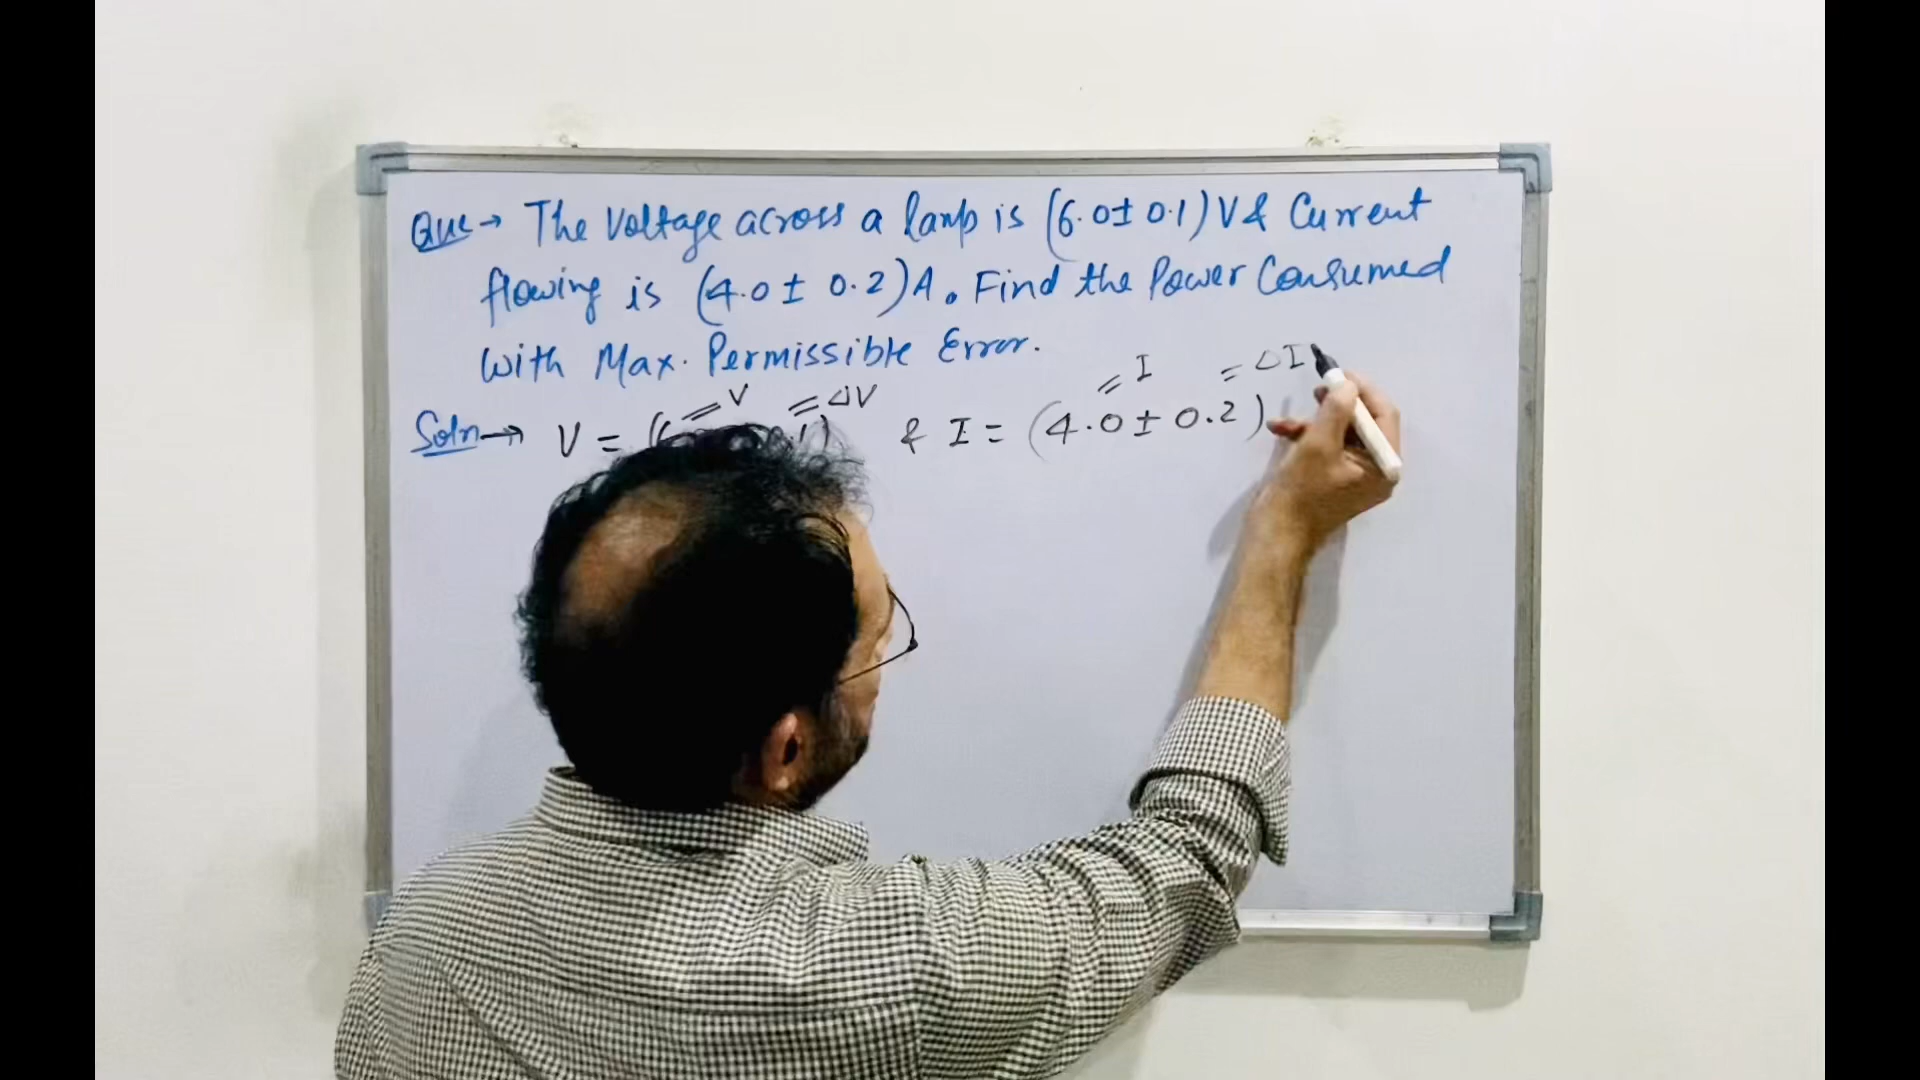 Que → The Voltage across a lamp is (6.0 ± 0.1) V & Current
flowing is (4.0 ± 0.2) A. Find the Power Consumed
with Max. Permissible Error.
= V = ΔV = I = ΔI
Soln → V = ( .1) & I = (4.0 ± 0.2)